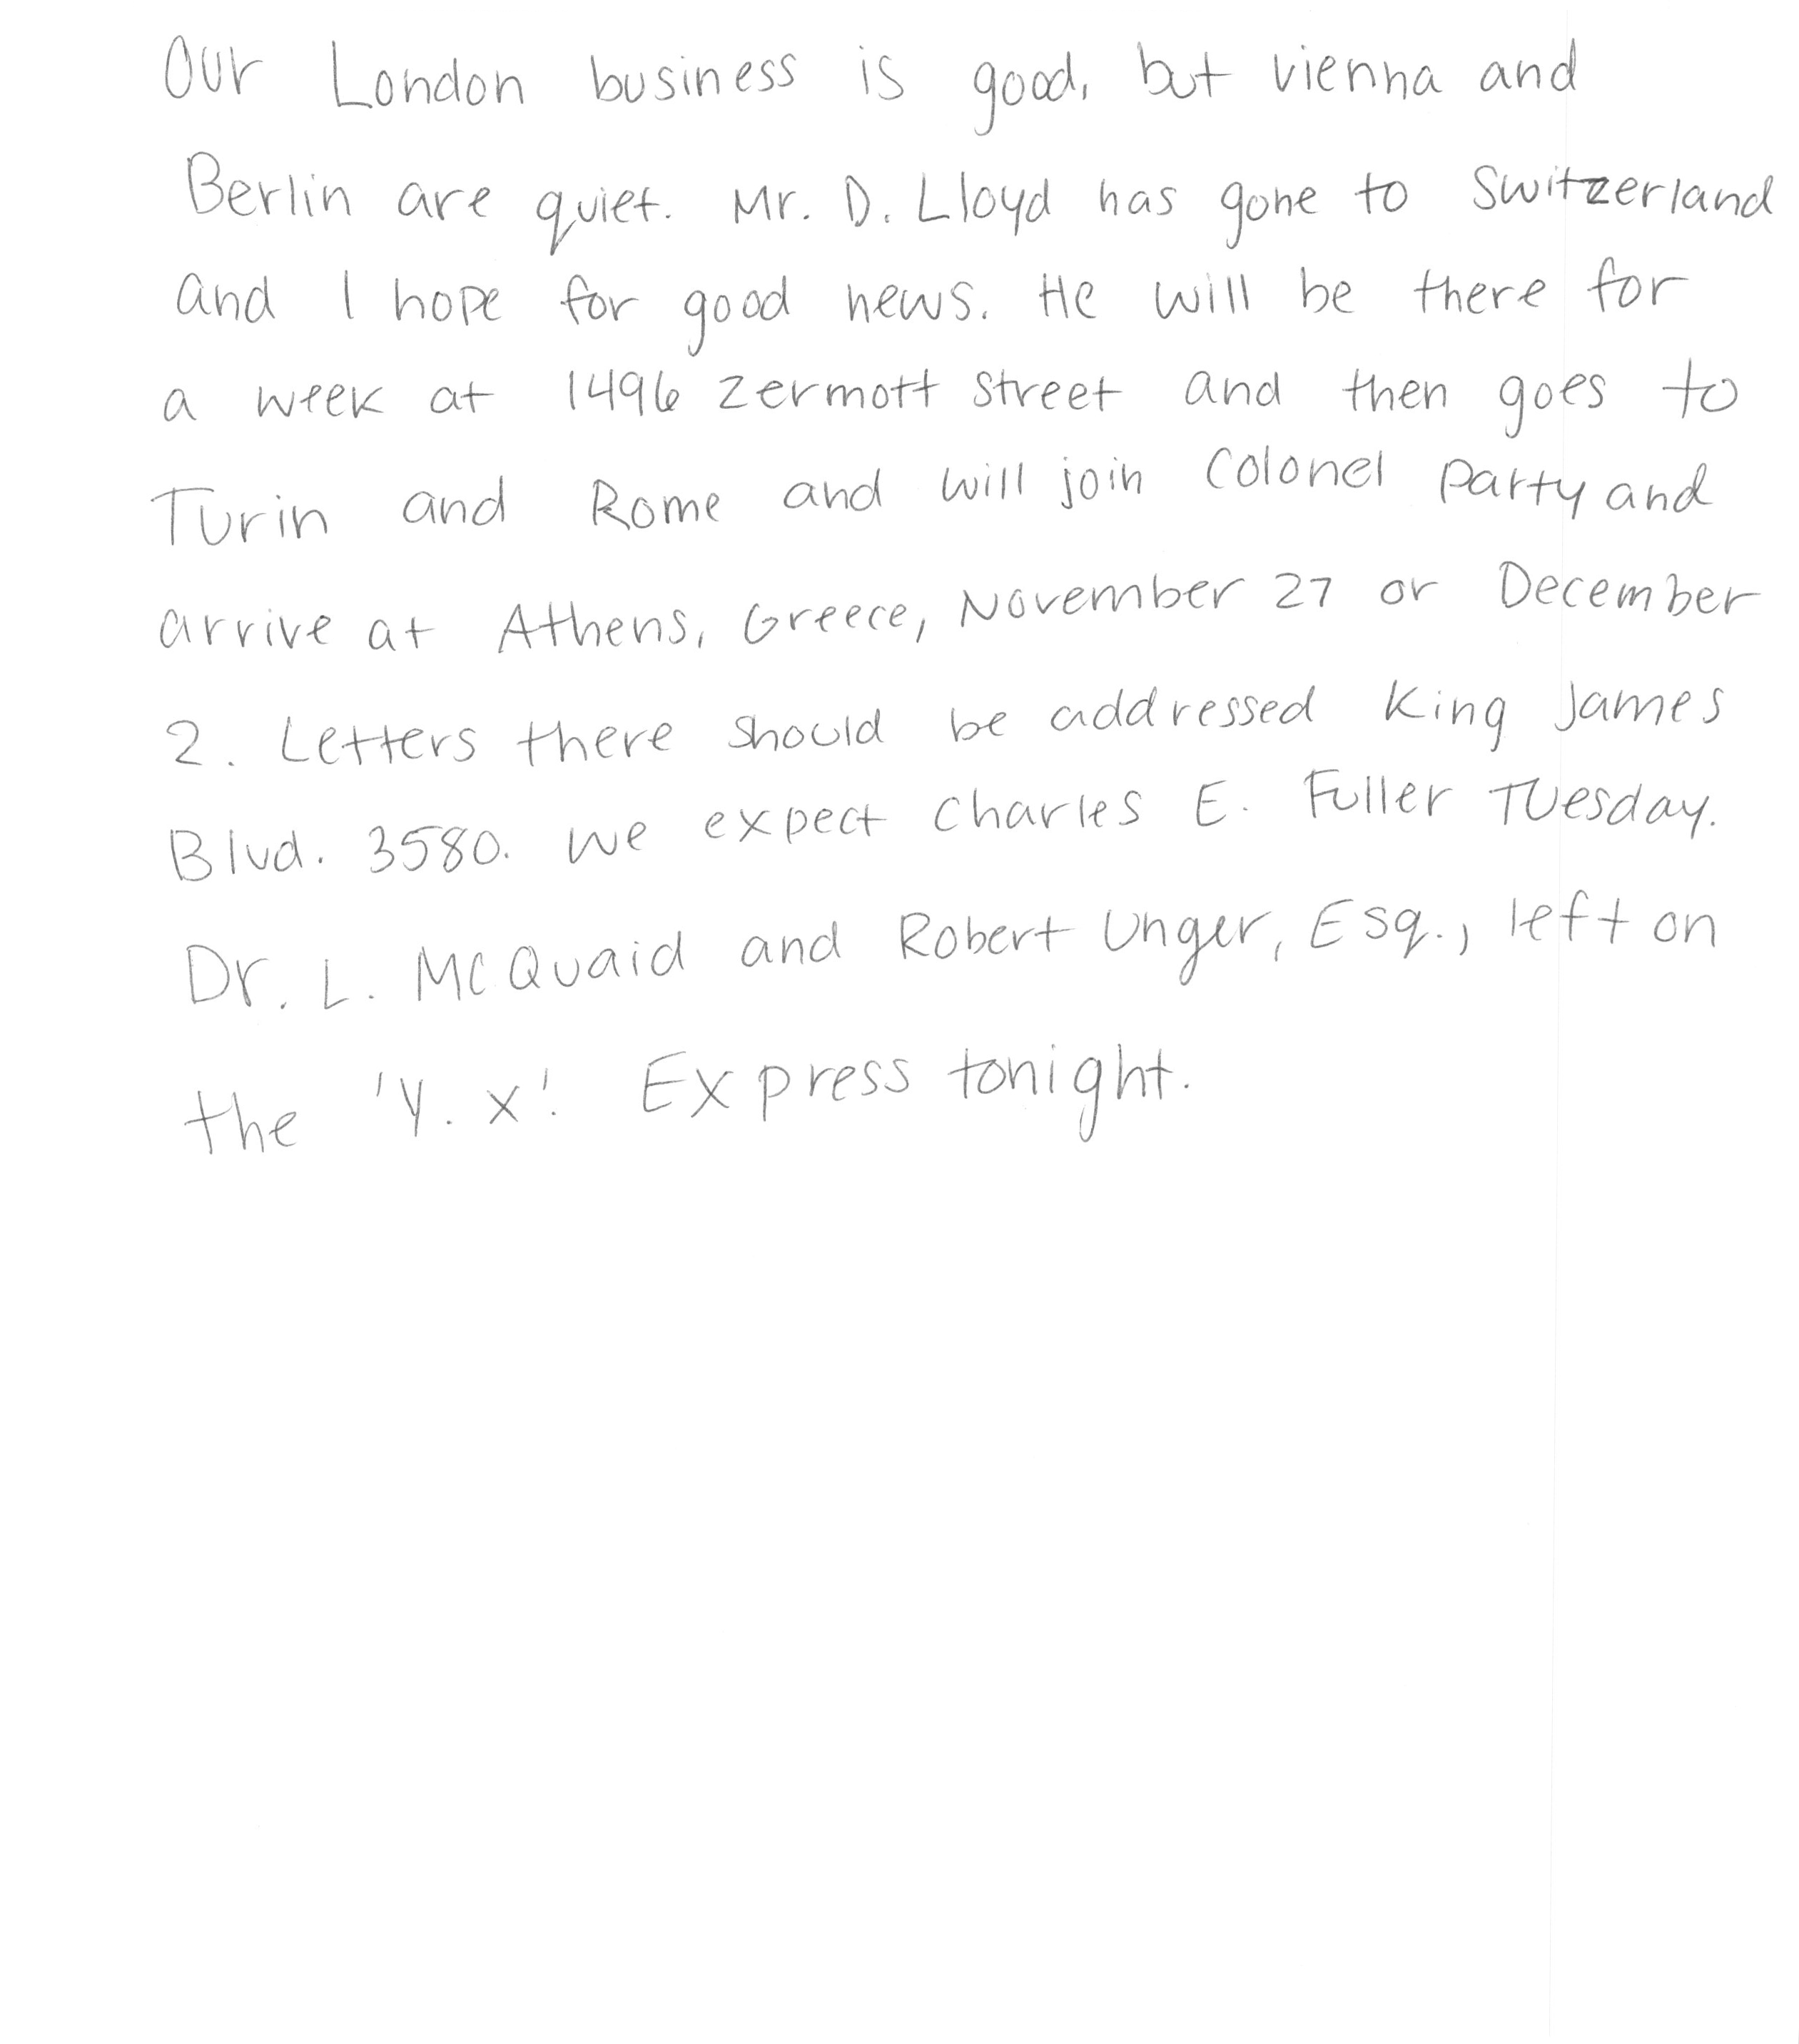 Our London business is good, but vienna and
Berlin are quiet. Mr. D. Lloyd has gone to Switzerland
and I hope for good news. He will be there for
a week at 1496 Zermott Street and then goes to
Turin and Rome and will join Colonel Party and
arrive at Athens, Greece, November 27 or December
2. Letters there should be addressed King James
Blvd. 3580. We expect Charles E. Fuller Tuesday.
Dr. L. McQuaid and Robert Unger, Esq., left on
the 'Y. X'. Express tonight.